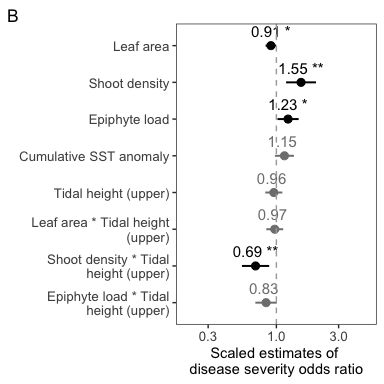 B
Leaf area
0.91 *
Shoot density
1.55 **
Epiphyte load
1.23 *
Cumulative SST anomaly
1.15
Tidal height (upper)
0.96
Leaf area * Tidal height
(upper)
0.97
Shoot density * Tidal
height (upper)
0.69 **
Epiphyte load * Tidal
height (upper)
0.83
0.3 1.0 3.0
Scaled estimates of
disease severity odds ratio